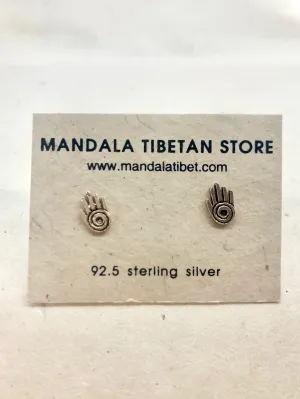 MANDALA TIBETAN STORE
www.mandalatibet.com
92.5 sterling silver